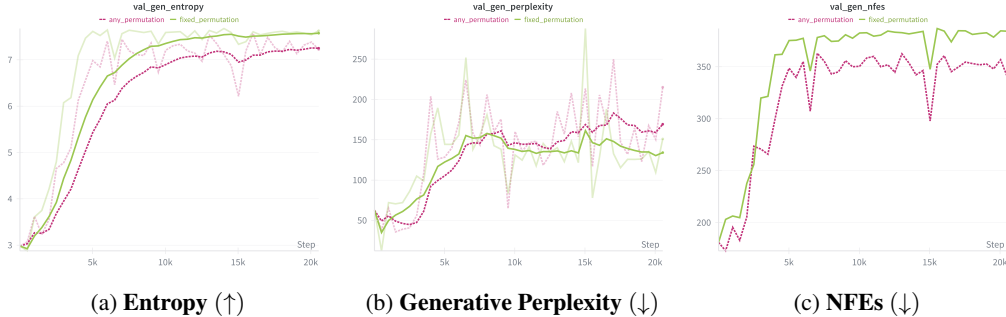 val_gen_entropy
any_permutation fixed_permutation
7
6
5
4
3
5k 10k 15k 20k
Step
val_gen_perplexity
any_permutation fixed_permutation
250
200
150
100
50
5k 10k 15k 20k
Step
val_gen_nfes
any_permutation fixed_permutation
350
300
250
200
5k 10k 15k 20k
Step
(a) Entropy (↑)
(b) Generative Perplexity (↓)
(c) NFEs (↓)